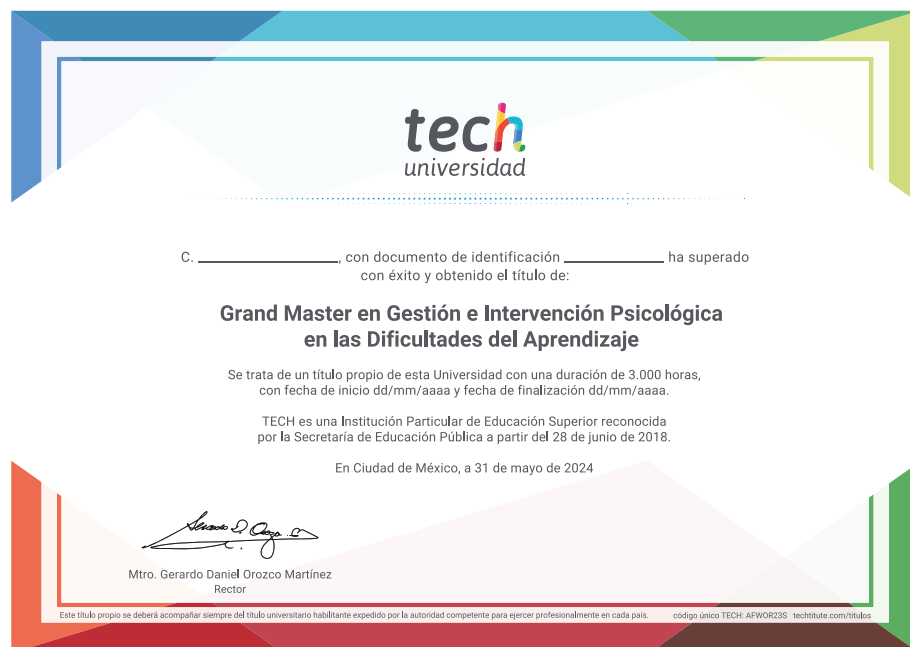 tech
universidad
C. ____________, con documento de identificación ____________ ha superado
con éxito y obtenido el título de:
Grand Master en Gestión e Intervención Psicológica
en las Dificultades del Aprendizaje
Se trata de un título propio de esta Universidad con una duración de 3.000 horas,
con fecha de inicio dd/mm/aaaa y fecha de finalización dd/mm/aaaa.
TECH es una Institución Particular de Educación Superior reconocida
por la Secretaría de Educación Pública a partir del 28 de junio de 2018.
En Ciudad de México, a 31 de mayo de 2024
Mtro. Gerardo Daniel Orozco Martínez
Rector
Este título propio se deberá acompañar siempre del título universitario habilitante expedido por la autoridad competente para ejercer profesionalmente en cada país. código único TECH: AFWOR23S techtitute.com/títulos